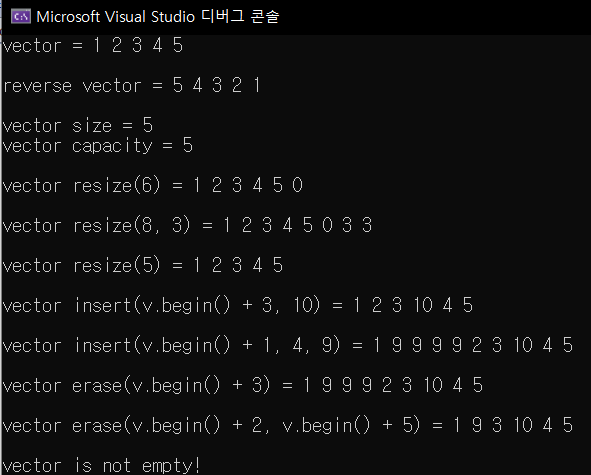 Microsoft Visual Studio 디버그 콘솔
vector = 1 2 3 4 5
reverse vector = 5 4 3 2 1
vector size = 5
vector capacity = 5
vector resize(6) = 1 2 3 4 5 0
vector resize(8, 3) = 1 2 3 4 5 0 3 3
vector resize(5) = 1 2 3 4 5
vector insert(v.begin() + 3, 10) = 1 2 3 10 4 5
vector insert(v.begin() + 1, 4, 9) = 1 9 9 9 9 2 3 10 4 5
vector erase(v.begin() + 3) = 1 9 9 9 2 3 10 4 5
vector erase(v.begin() + 2, v.begin() + 5) = 1 9 3 10 4 5
vector is not empty!